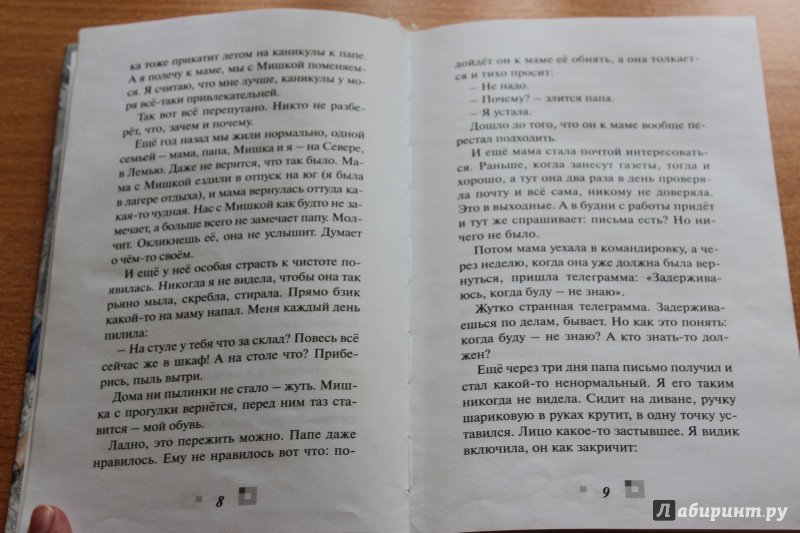 ка тоже прикатит летом на каникулы к папе.
А я полечу к маме, мы с Мишкой поменяем-
ся. Я считаю, что мне лучше, каникулы у мо-
ря всё-таки привлекательней.
Так вот всё перепутано. Никто не разбе-
рёт, что, зачем и почему.
Ещё год назад мы жили нормально, одной
семьей – мама, папа, Мишка и я – на Севере,
в Лемью. Даже не верится, что так было. Ма-
ма с Мишкой ездили в отпуск на юг (я была
в лагере отдыха), и мама вернулась оттуда ка-
кая-то чудная. Нас с Мишкой как будто не за-
мечает, а больше всего не замечает папу. Мол-
чит. Окликнешь её, она не услышит. Думает
о чём-то своём.
И ещё у неё особая страсть к чистоте по-
явилась. Никогда я не видела, чтобы она так
рьяно мыла, скребла, стирала. Прямо бзик
какой-то на маму напал. Меня каждый день
пилила:
– На стуле у тебя что за склад? Повесь всё
сейчас же в шкаф! А на столе что? Прибе-
рись, пыль вытри.
Дома ни пылинки не стало – жуть. Миш-
ка с прогулки вернётся, перед ним таз ста-
вится – мой обувь.
Ладно, это пережить можно. Папе даже
нравилось. Ему не нравилось вот что: по-
8
дойдёт он к маме её обнять, а она толкает-
ся и тихо просит:
– Не надо.
– Почему? – злится папа.
– Я устала.
Дошло до того, что он к маме вообще пе-
рестал подходить.
И ещё мама стала почтой интересовать-
ся. Раньше, когда занесут газеты, тогда и
хорошо, а тут она два раза в день проверя-
ла почту и всё сама, никому не доверяла.
Это в выходные. А в будни с работы придёт
и тут же спрашивает: письма есть? Но ни-
чего не было.
Потом мама уехала в командировку, а че-
рез неделю, когда она уже должна была вер-
нуться, пришла телеграмма: «Задержива-
юсь, когда буду – не знаю».
Жутко странная телеграмма. Задержива-
ешься по делам, бывает. Но как это понять:
когда буду – не знаю? А кто знать-то дол-
жен?
Ещё через три дня папа письмо получил и
стал какой-то ненормальный. Я его таким
никогда не видела. Сидит на диване, ручку
шариковую в руках крутит, в одну точку ус-
тавился. Лицо какое-то застывшее. Я видик
включила, он как закричит:
9
Лабиринт.ру